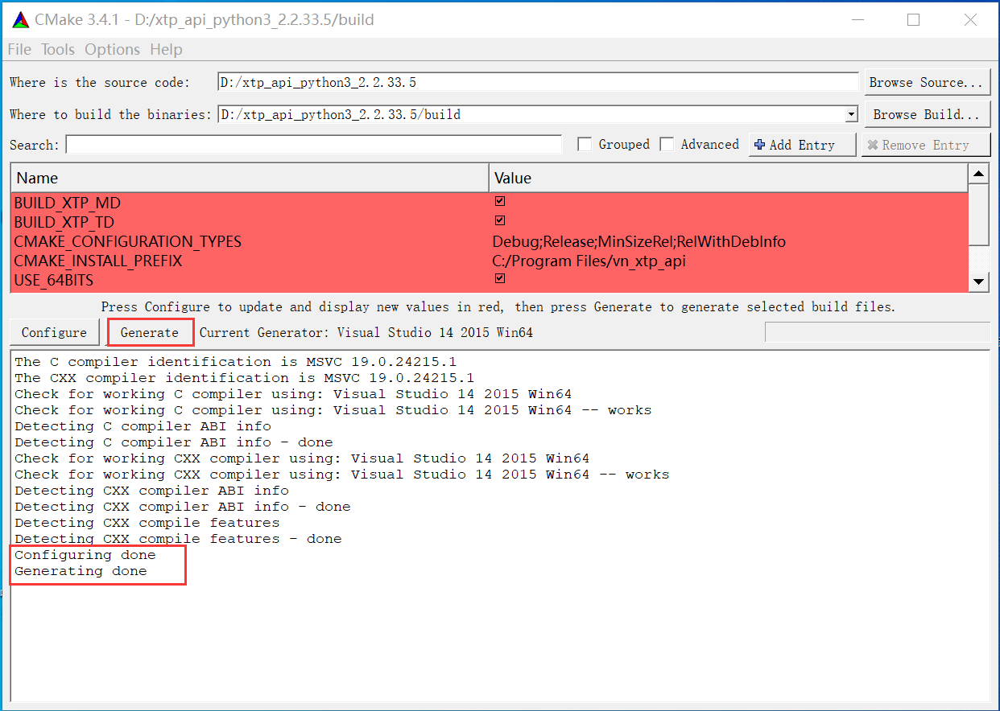 CMake 3.4.1 - D:/xtp_api_python3_2.2.33.5/build
File Tools Options Help
Where is the source code: D:/xtp_api_python3_2.2.33.5 Browse Source...
Where to build the binaries: D:/xtp_api_python3_2.2.33.5/build Browse Build...
Search: Grouped Advanced Add Entry Remove Entry
Name Value
BUILD_XTP_MD
BUILD_XTP_TD
CMAKE_CONFIGURATION_TYPES Debug;Release;MinSizeRel;RelWithDebInfo
CMAKE_INSTALL_PREFIX C:/Program Files/vn_xtp_api
USE_64BITS
Press Configure to update and display new values in red, then press Generate to generate selected build files.
Configure Generate Current Generator: Visual Studio 14 2015 Win64
The C compiler identification is MSVC 19.0.24215.1
The CXX compiler identification is MSVC 19.0.24215.1
Check for working C compiler using: Visual Studio 14 2015 Win64
Check for working C compiler using: Visual Studio 14 2015 Win64 -- works
Detecting C compiler ABI info
Detecting C compiler ABI info - done
Check for working CXX compiler using: Visual Studio 14 2015 Win64
Check for working CXX compiler using: Visual Studio 14 2015 Win64 -- works
Detecting CXX compiler ABI info
Detecting CXX compiler ABI info - done
Detecting CXX compile features
Detecting CXX compile features - done
Configuring done
Generating done